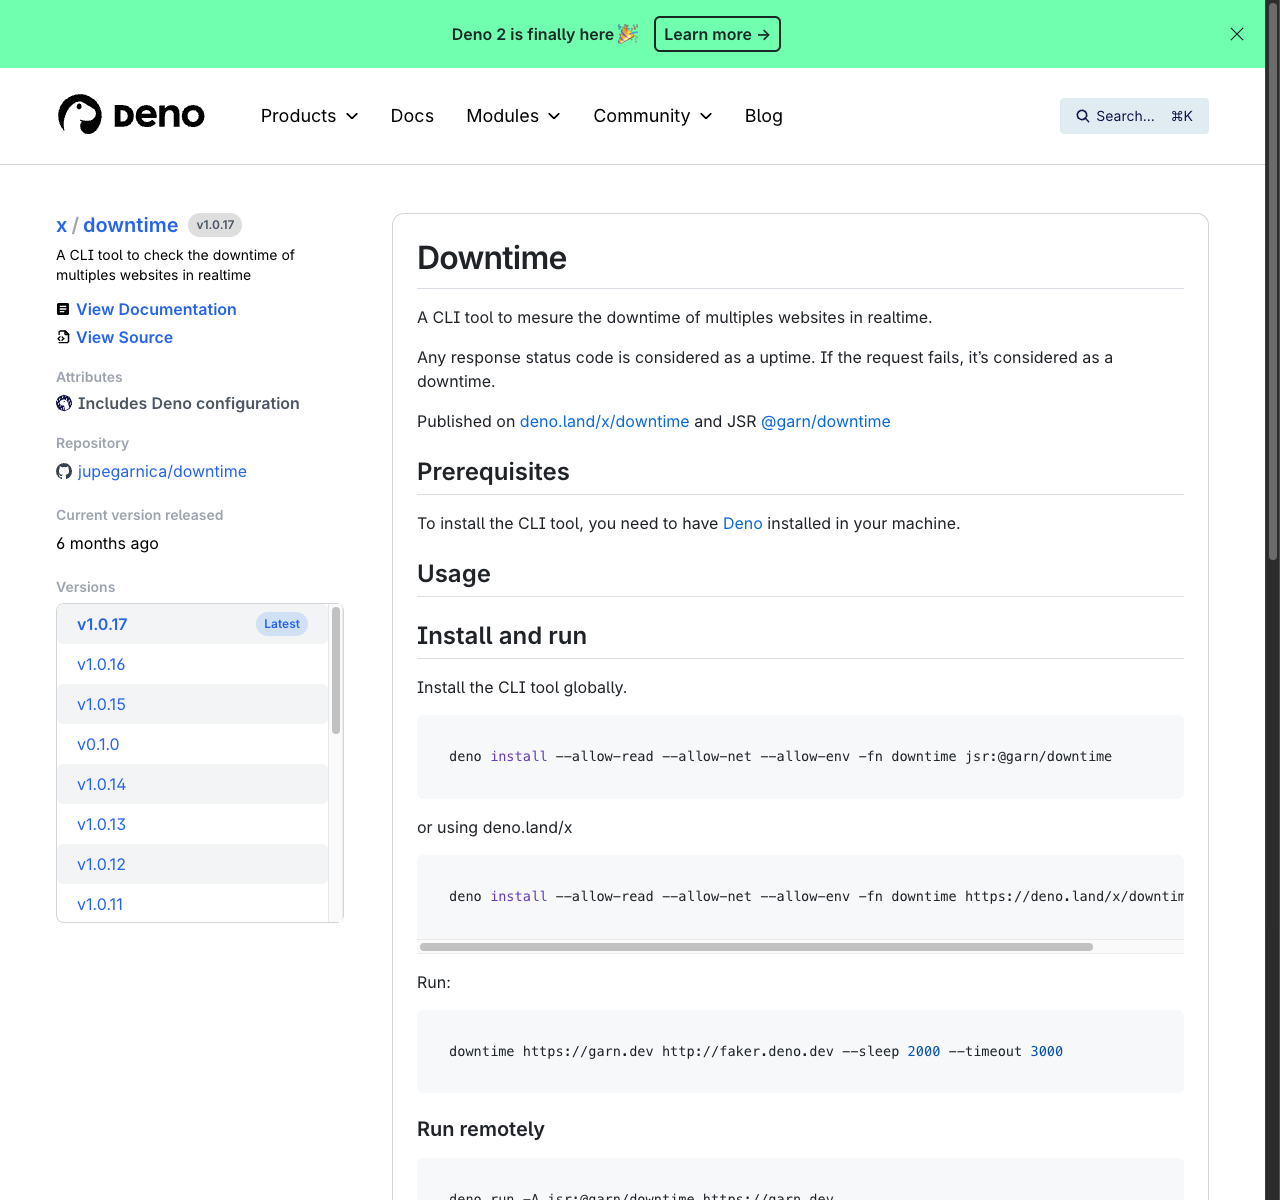 Deno 2 is finally here🎉 Learn more →
Deno
Products Docs Modules Community Blog
Search... ⌘K
x / downtime v1.0.17
A CLI tool to check the downtime of
multiples websites in realtime
View Documentation
View Source
Attributes
Includes Deno configuration
Repository
jupegarnica/downtime
Current version released
6 months ago
Versions
v1.0.17 Latest
v1.0.16
v1.0.15
v0.1.0
v1.0.14
v1.0.13
v1.0.12
v1.0.11
Downtime
A CLI tool to mesure the downtime of multiples websites in realtime.
Any response status code is considered as a uptime. If the request fails, it’s considered as a
downtime.
Published on deno.land/x/downtime and JSR @garn/downtime
Prerequisites
To install the CLI tool, you need to have Deno installed in your machine.
Usage
Install and run
Install the CLI tool globally.
deno install --allow-read --allow-net --allow-env -fn downtime jsr:@garn/downtime
or using deno.land/x
deno install --allow-read --allow-net --allow-env -fn downtime https://deno.land/x/downtim
Run:
downtime https://garn.dev http://faker.deno.dev --sleep 2000 --timeout 3000
Run remotely
deno run -A jsr:@garn/downtime https://garn.dev